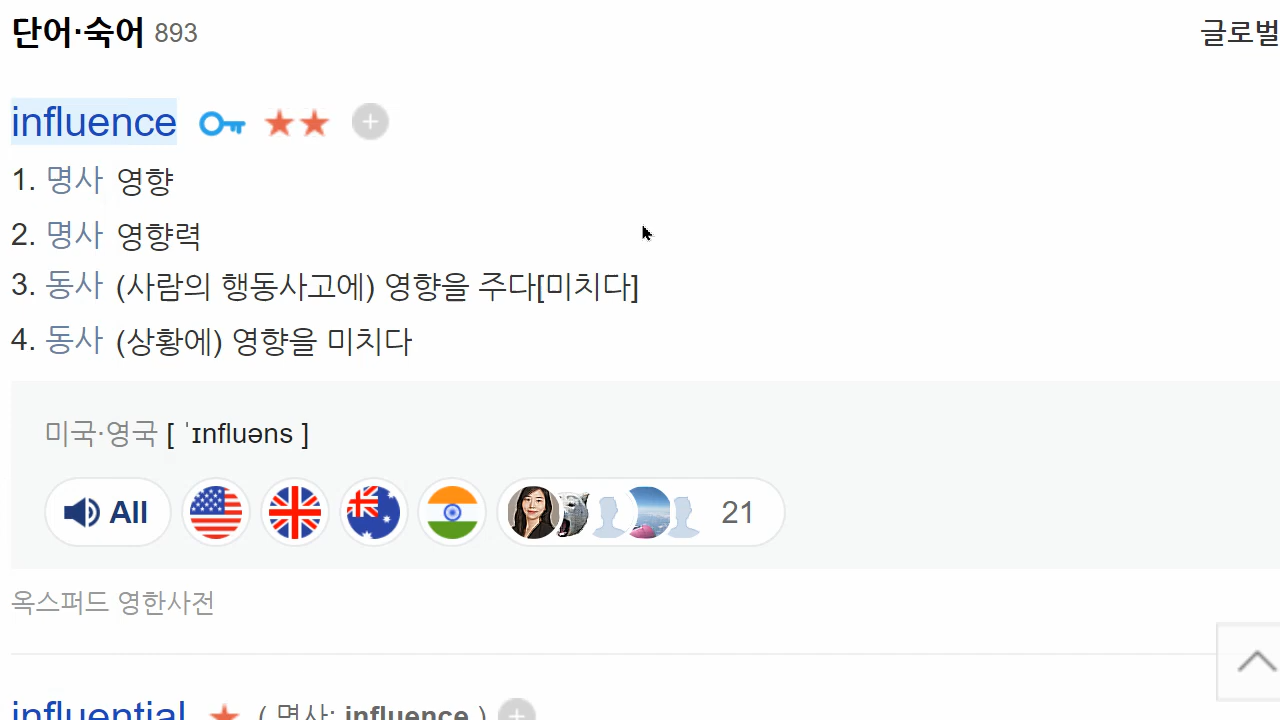 단어·숙어 893 글로벌
influence
1. 명사 영향
2. 명사 영향력
3. 동사 (사람의 행동사고에) 영향을 주다[미치다]
4. 동사 (상황에) 영향을 미치다
미국·영국 [ ˈɪnfluəns ]
All 21
옥스퍼드 영한사전
influential ( 명사: influence )